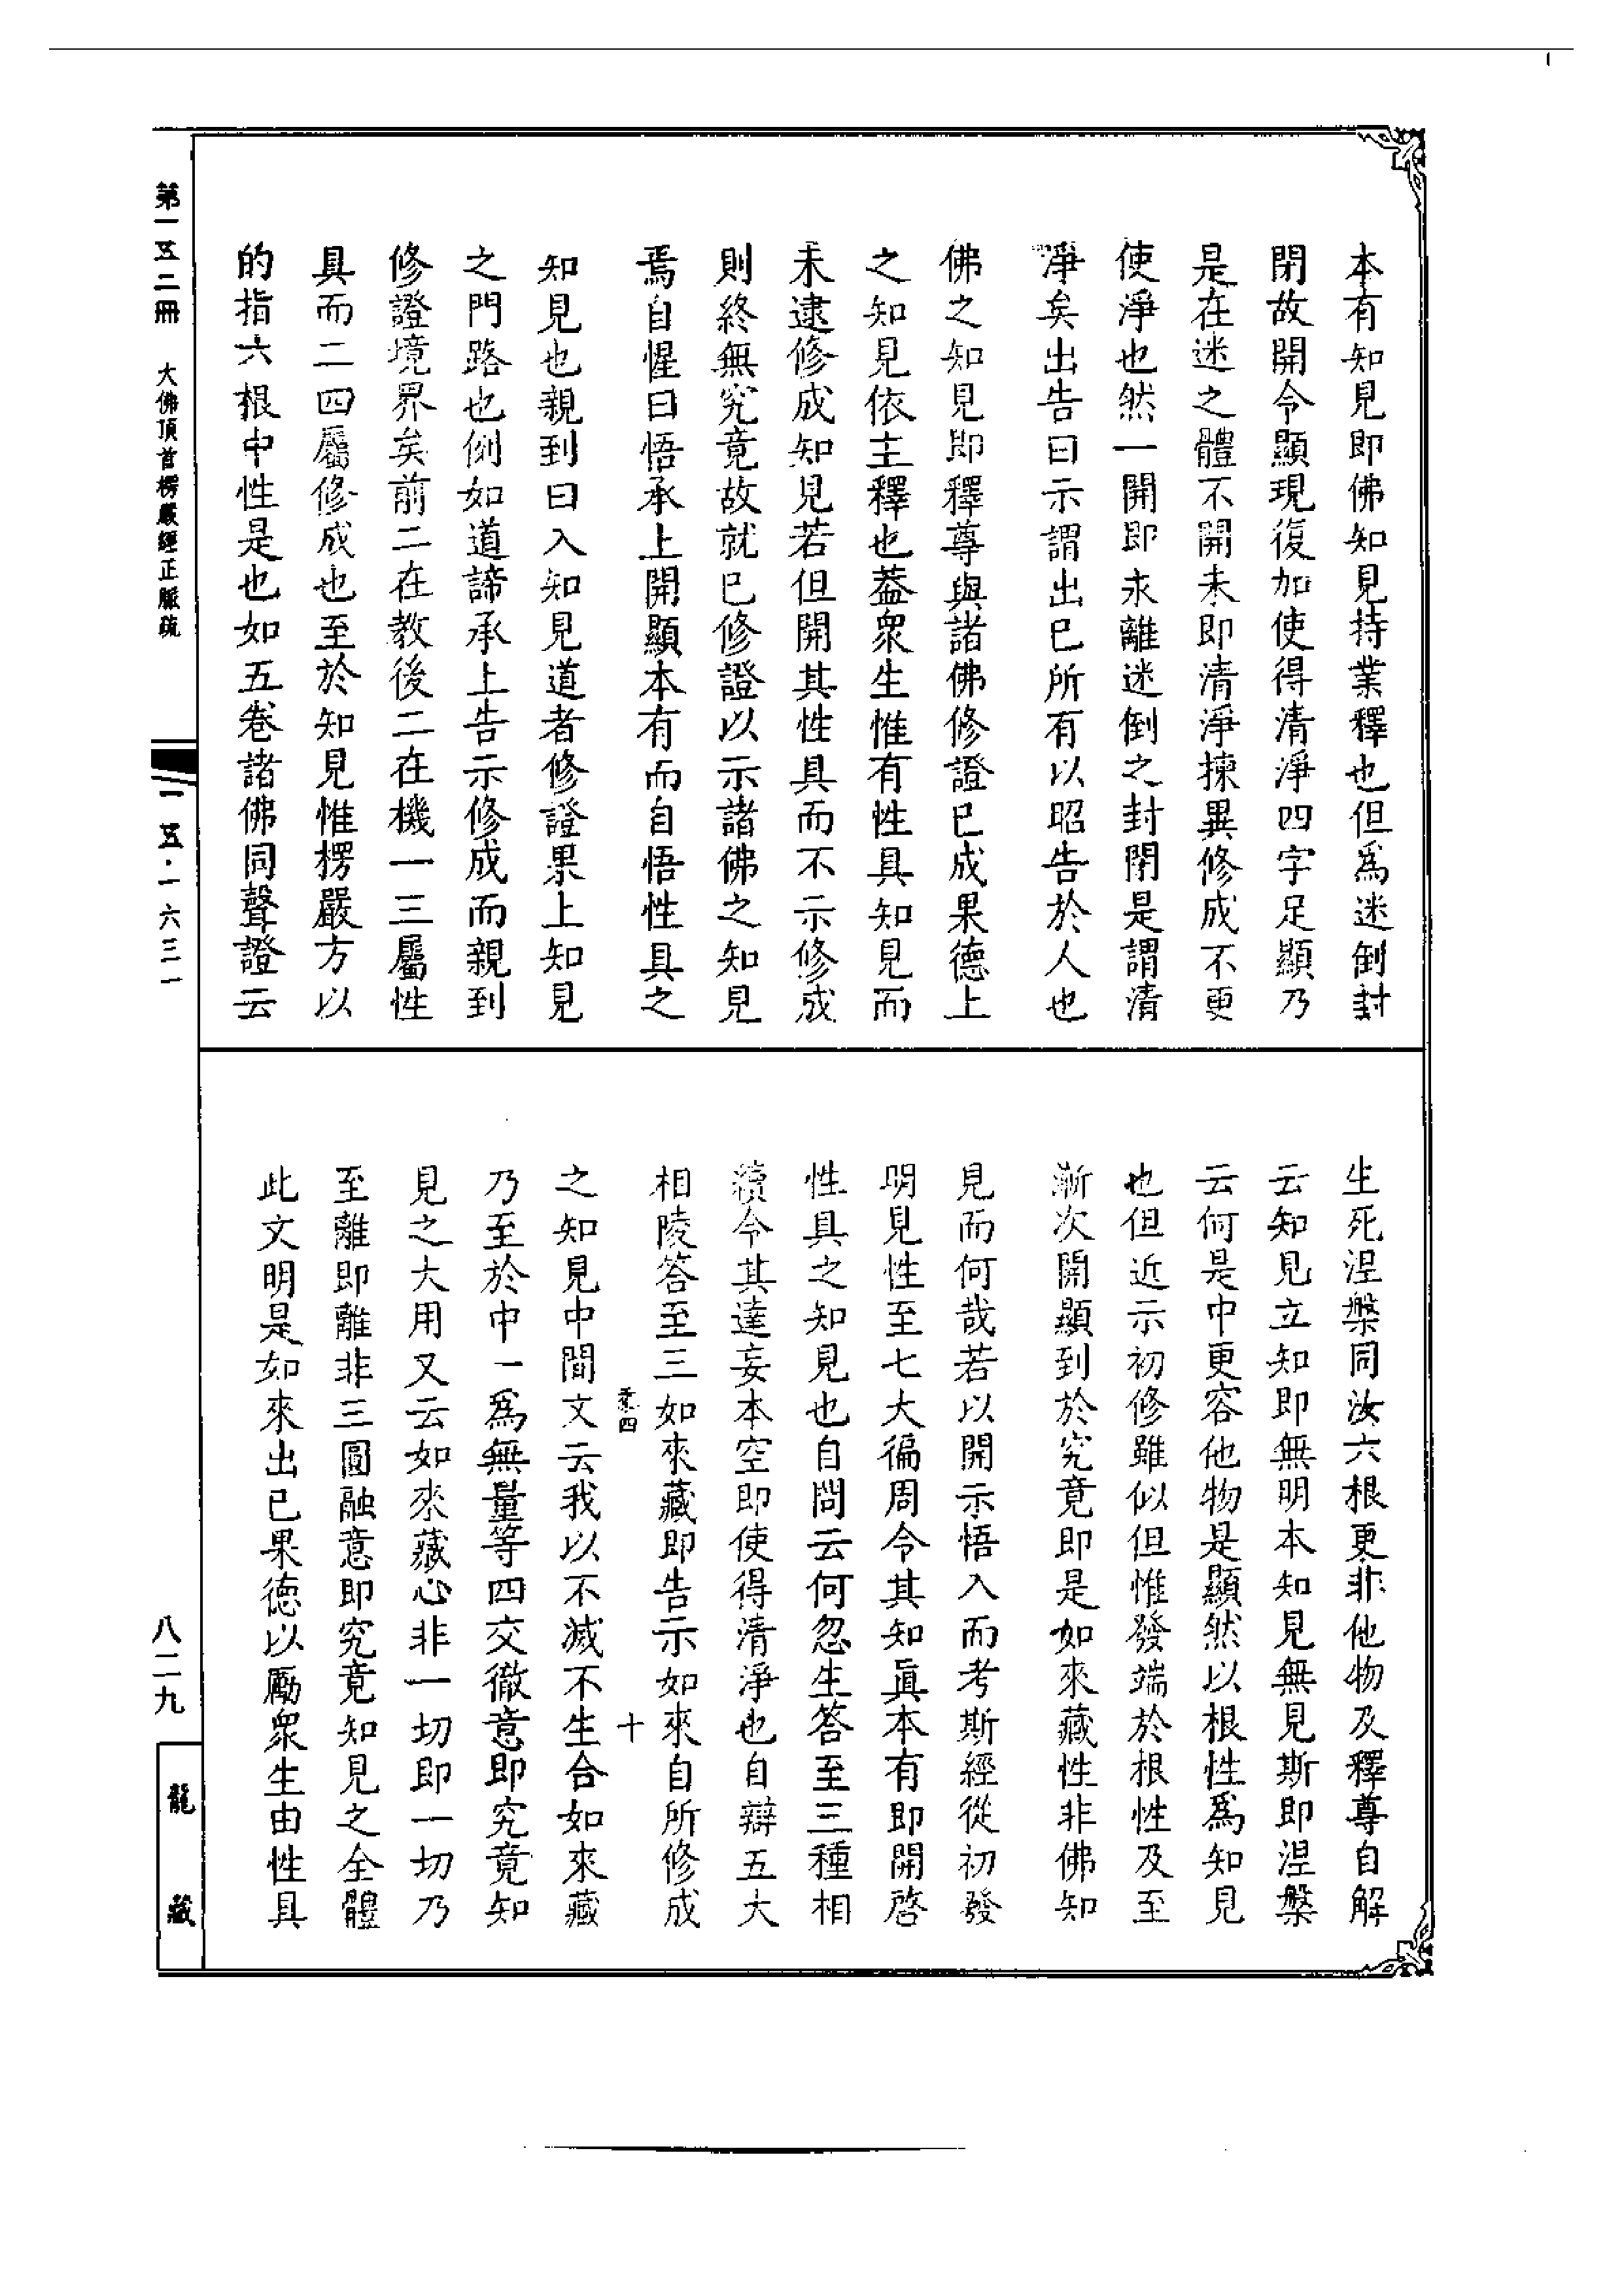 本有知見即佛知見持業釋也但為迷倒封
閉故開令顯現復加使得清淨四字足顯乃
是在迷之體不開未即清淨揀異修成不更
使淨也然一開即永離迷倒之封閉是謂清
淨矣出告曰示謂出已所有以昭告於人也
佛之知見即釋尊與諸佛修證已成果德上
之知見依主釋也葢衆生惟有性具知見而
未逮修成知見若但開其性具而不示修成
則終無究竟故就已修證以示諸佛之知見
焉自惺曰悟承上開顯本有而自悟性具之
知見也親到曰入知見道者修證果上知見
之門路也例如道諦承上告示修成而親到
修證境界矣前二在教後二在機一三屬性
具而二四屬修成也至於知見惟楞嚴方以
的指六根中性是也如五卷諸佛同聲證云
生死涅槃同汝六根更非他物及釋尊自解
云知見立知即無明本知見無見斯即涅槃
云何是中更容他物是顯然以根性為知見
也但近示初修雖似但惟發端於根性及至
漸次開顯到於究竟即是如來藏性非佛知
見而何哉若以開示悟入而考斯經從初發
明見性至七大徧周令其知眞本有即開啓
性具之知見也自問云何忽生答至三種相
續令其達妄本空即使得清淨也自辯五大
相陵答至三如來藏即告示如來自所修成
卷四
十
之知見中間文云我以不滅不生合如來藏
乃至於中一為無量等四交徹意即究竟知
見之大用又云如來藏心非一切即一切乃
至離即離非三圓融意即究竟知見之全體
此文明是如來出已果德以勵衆生由性具
第一五二冊
大佛頂首楞嚴經正脈疏
一五·一六三一
八二九
龍藏